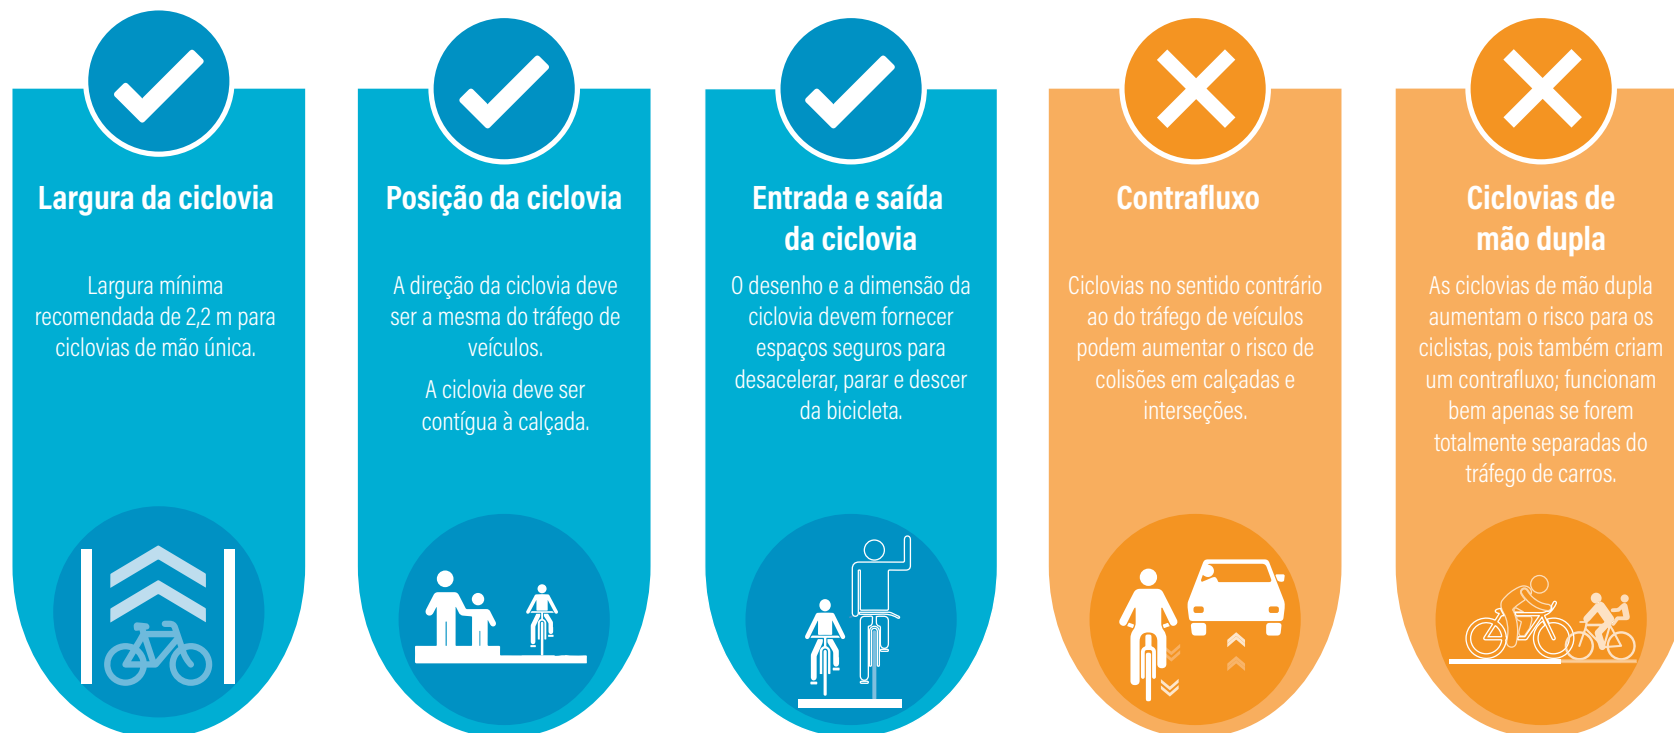 Largura da ciclovia
Largura mínima
recomendada de 2,2 m para
ciclovias de mão única.
Posição da ciclovia
A direção da ciclovia deve
ser a mesma do tráfego de
veículos.
A ciclovia deve ser
contígua à calçada.
Entrada e saída
da ciclovia
O desenho e a dimensão da
ciclovia devem fornecer
espaços seguros para
desacelerar, parar e descer
da bicicleta.
Contrafluxo
Ciclovias no sentido contrário
ao do tráfego de veículos
podem aumentar o risco de
colisões em calçadas e
interseções.
Ciclovias de
mão dupla
As ciclovias de mão dupla
aumentam o risco para os
ciclistas, pois também criam
um contrafluxo; funcionam
bem apenas se forem
totalmente separadas do
tráfego de carros.